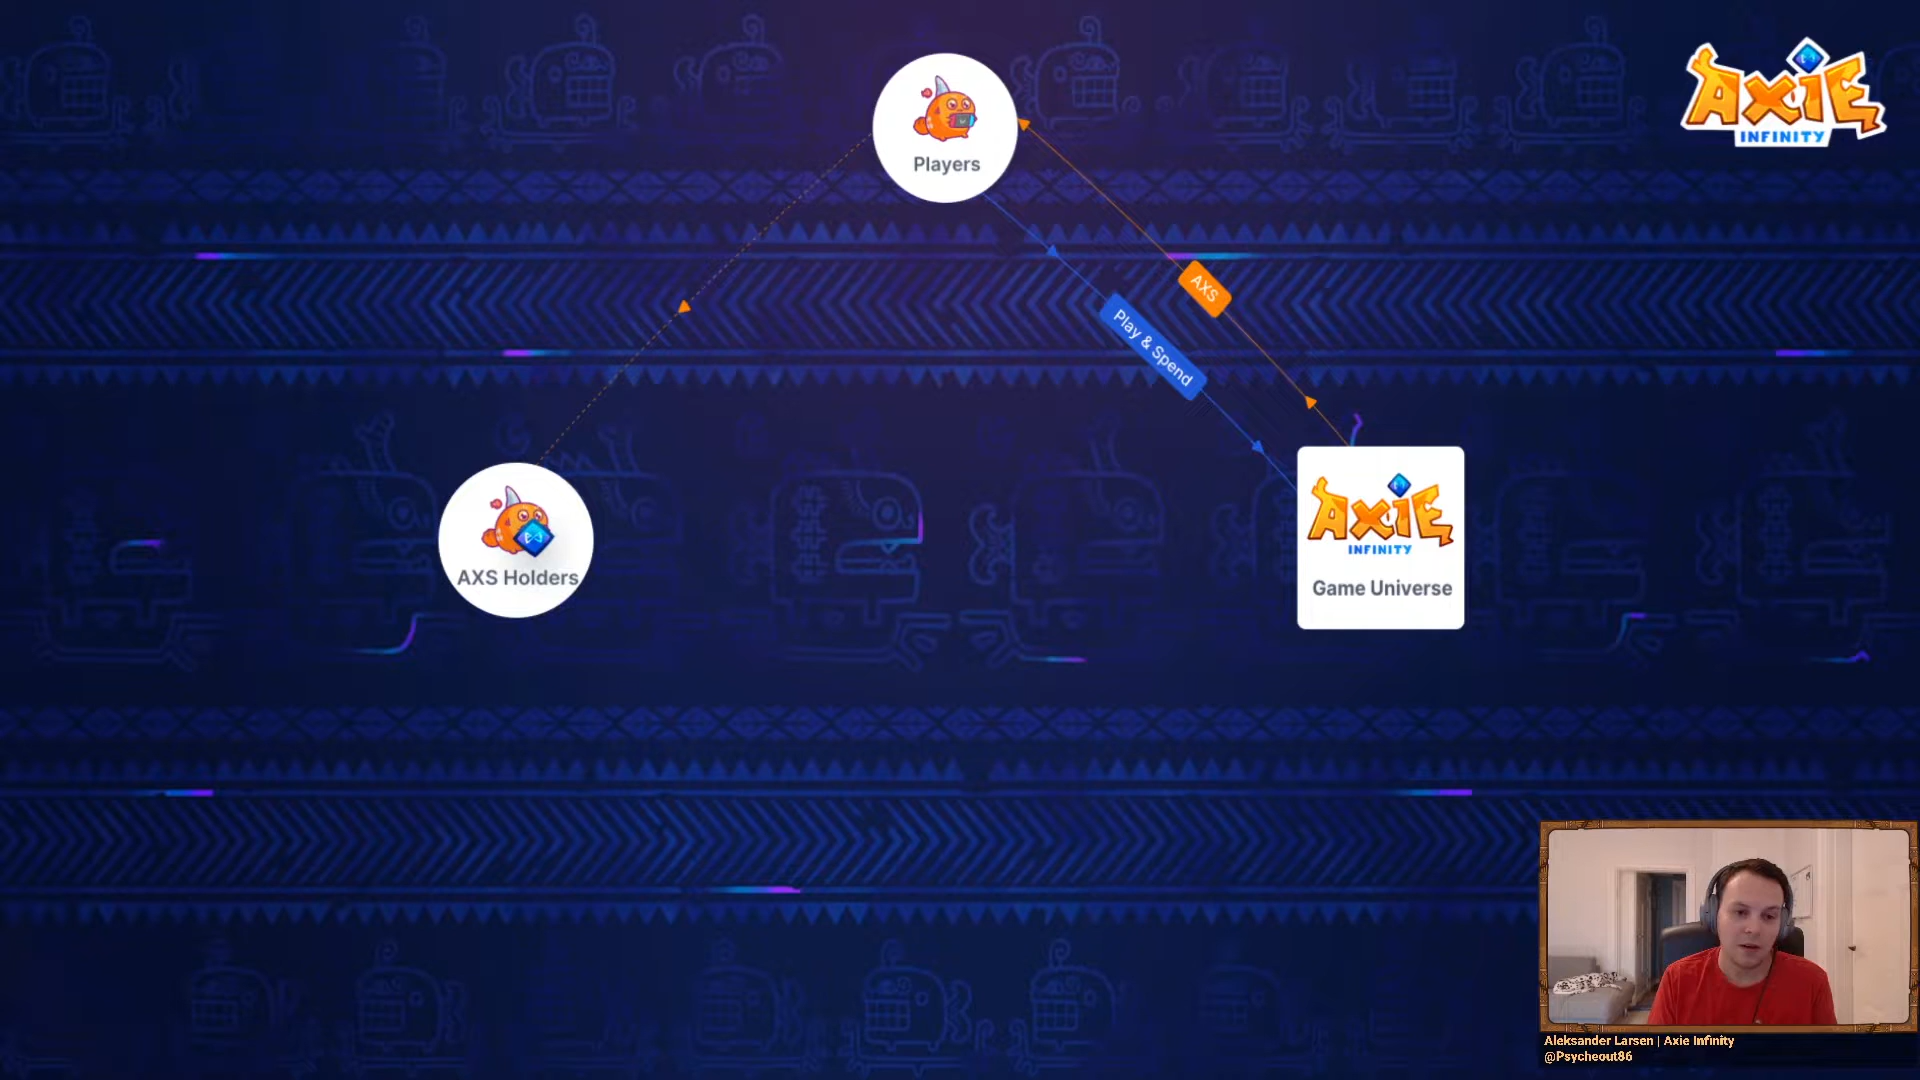 AXIE
INFINITY
Players
AXS
Play & Spend
AXS Holders
AXIE
INFINITY
Game Universe
Aleksander Larsen | Axie Infinity
@Psycheout86